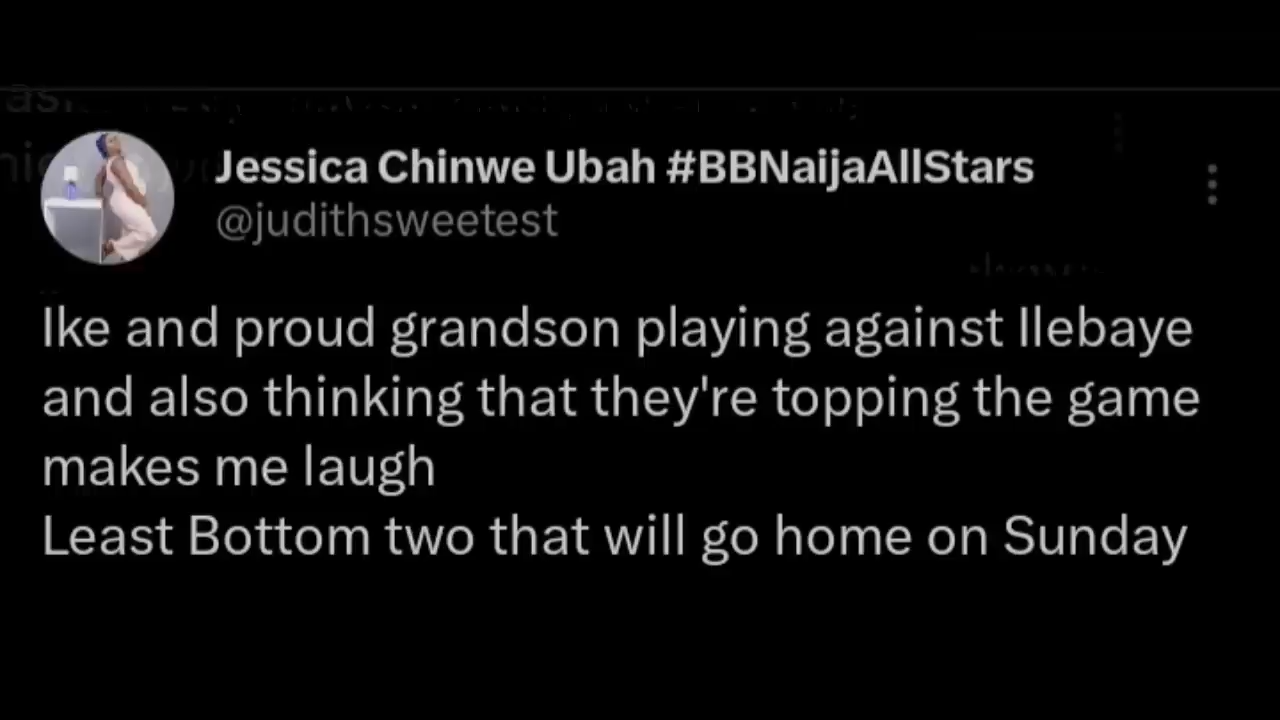 Jessica Chinwe Ubah #BBNaijaAllStars
@judithsweetest
Ike and proud grandson playing against Ilebaye
and also thinking that they're topping the game
makes me laugh
Least Bottom two that will go home on Sunday